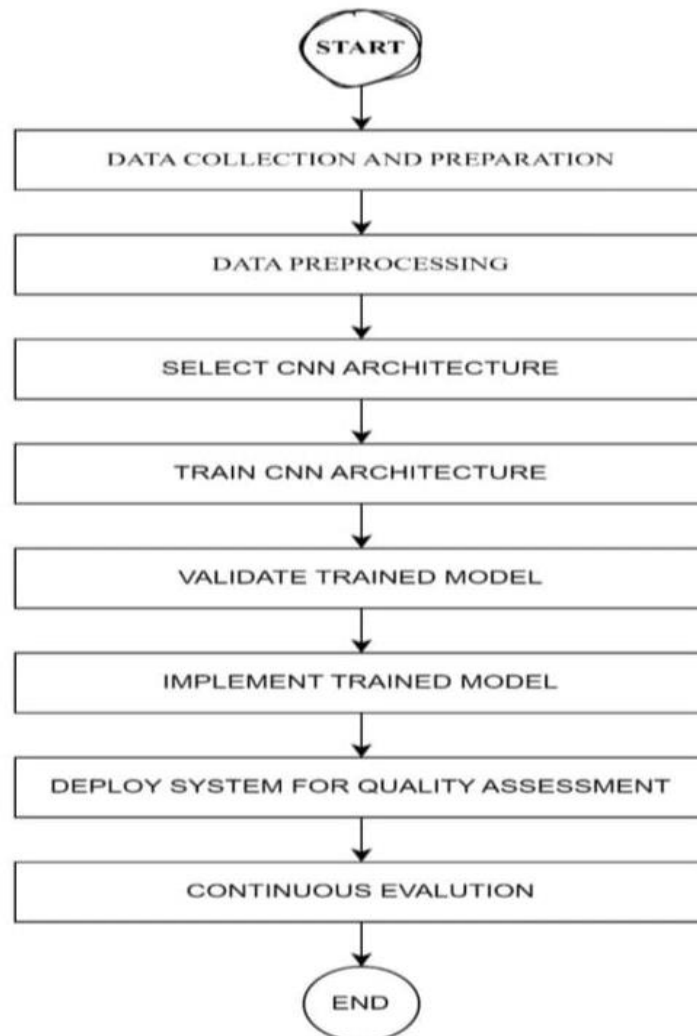 START
DATA COLLECTION AND PREPARATION
DATA PREPROCESSING
SELECT CNN ARCHITECTURE
TRAIN CNN ARCHITECTURE
VALIDATE TRAINED MODEL
IMPLEMENT TRAINED MODEL
DEPLOY SYSTEM FOR QUALITY ASSESSMENT
CONTINUOUS EVALUTION
END